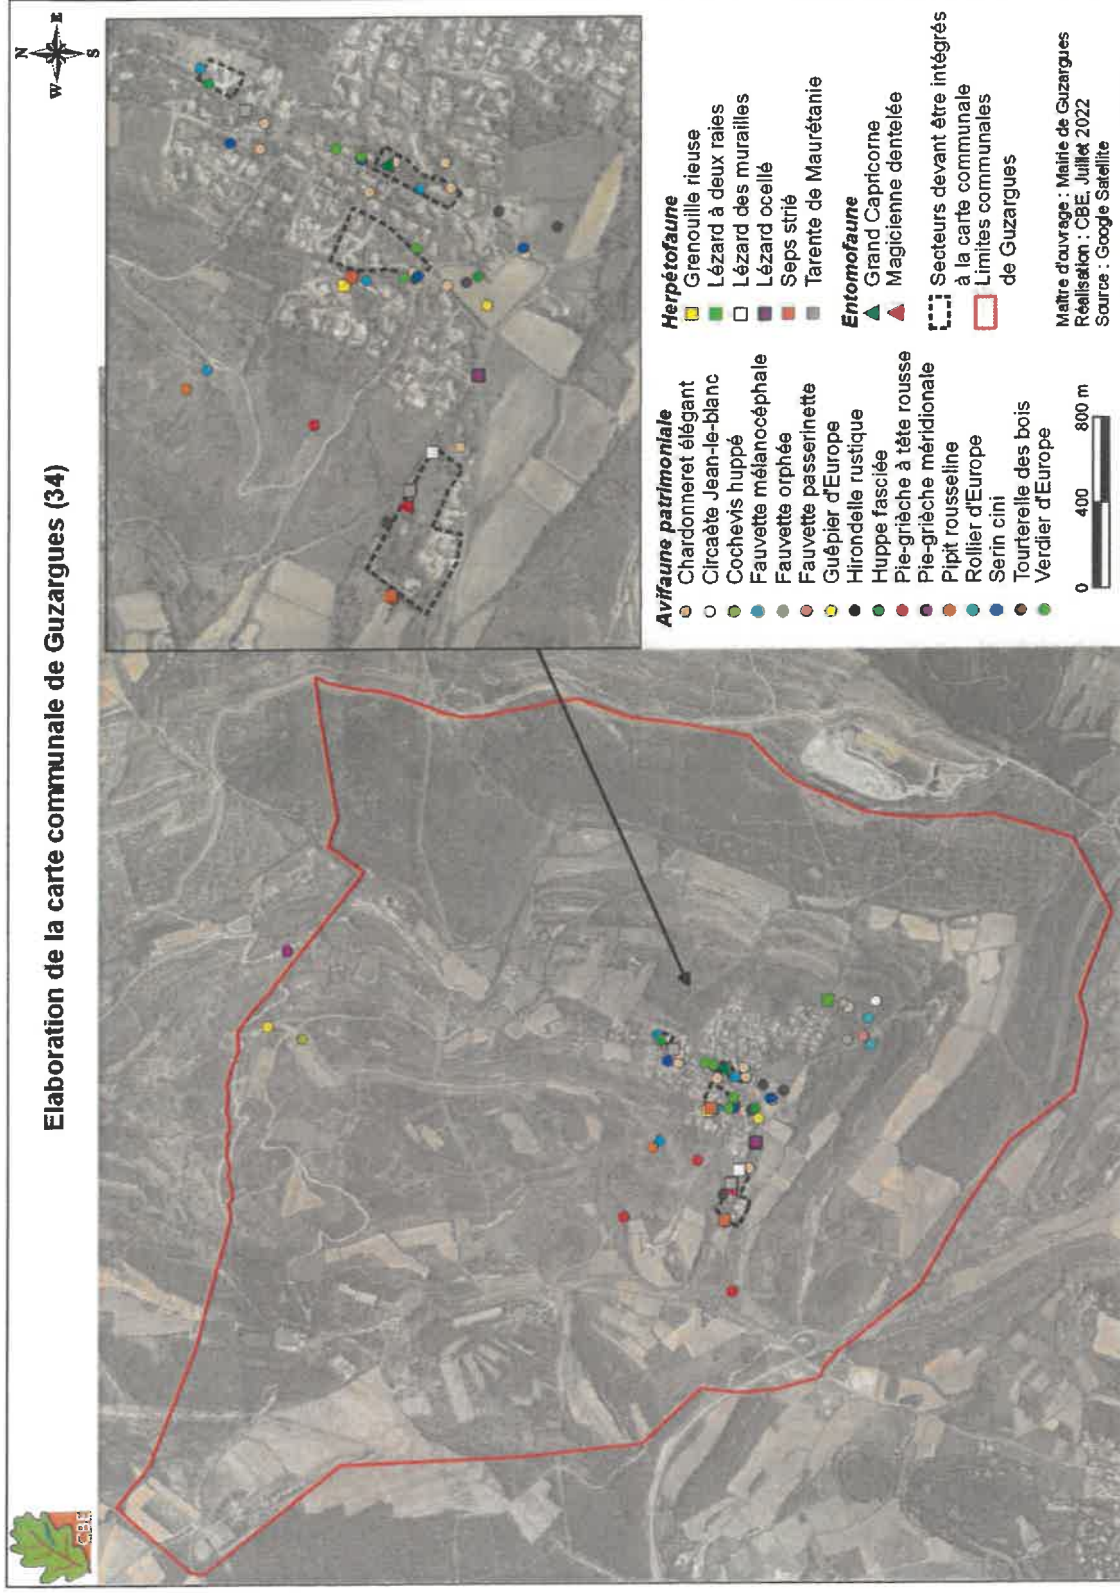 Elaboration de la carte communale de Guzargues (34)
N
W
E
S
Avifaune patrimoniale
Chardonneret élégant
Circaète Jean-le-blanc
Cochevis huppé
Fauvette mélanocéphale
Fauvette orphée
Fauvette passerinette
Guêpier d'Europe
Hirondelle rustique
Huppe fasciée
Pie-grièche à tête rousse
Pie-grièche méridionale
Pipit rousseline
Rollier d'Europe
Serin cini
Tourterelle des bois
Verdier d'Europe
Herpétofaune
Grenouille rieuse
Lézard à deux raies
Lézard des murailles
Lézard ocellé
Seps strié
Tarente de Maurétanie
Entomofaune
Grand Capricorne
Magicienne dentelée
Secteurs devant être intégrés
à la carte communale
Limites communales
de Guzargues
0 400 800 m
Maître d'ouvrage : Mairie de Guzargues
Réalisation : CBE, Juillet 2022
Source : Google Satellite